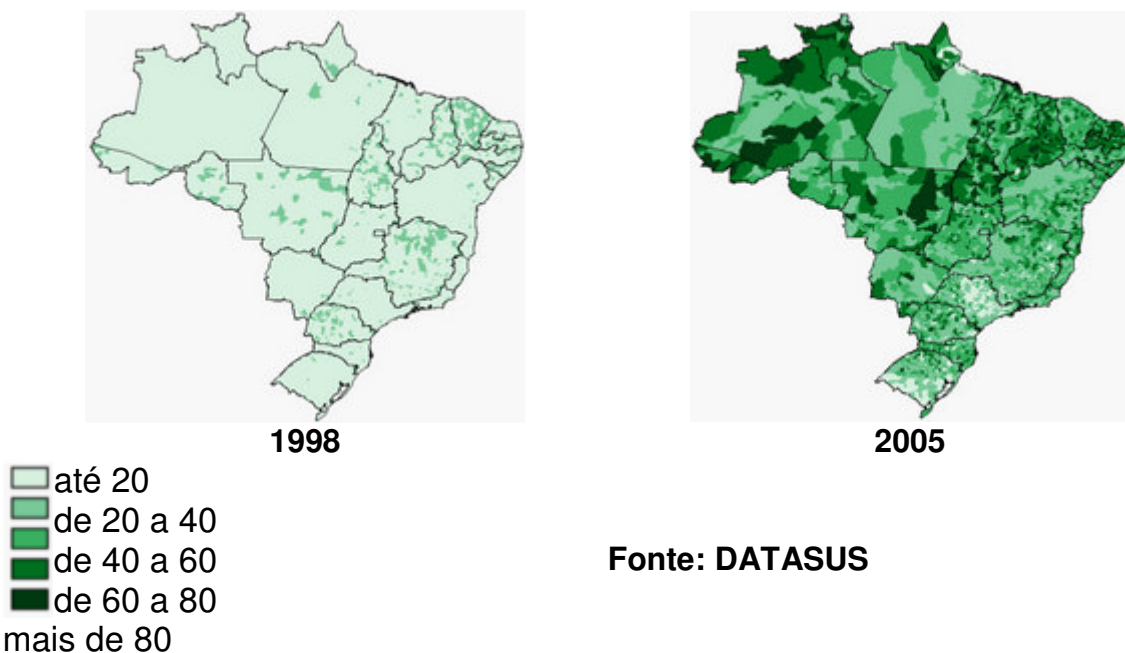 1998
2005
até 20
de 20 a 40
de 40 a 60
de 60 a 80
mais de 80
Fonte: DATASUS